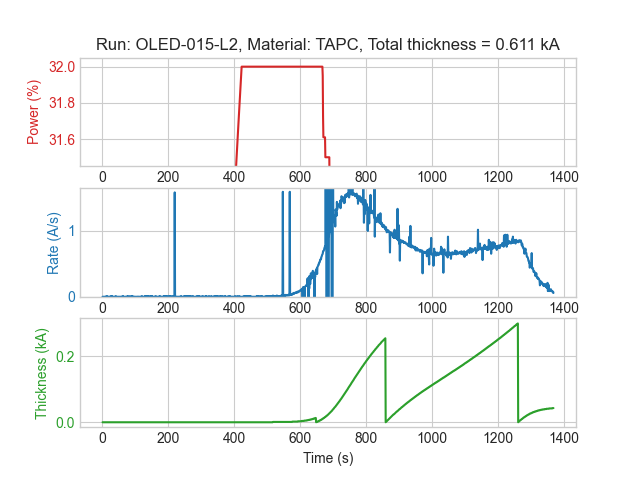 Run: OLED-015-L2, Material: TAPC, Total thickness = 0.611 kA
Power (%)
32.0
31.8
31.6
0 200 400 600 800 1000 1200 1400
Rate (A/s)
1
0
0 200 400 600 800 1000 1200 1400
Thickness (kA)
0.2
0.0
0 200 400 600 800 1000 1200 1400
Time (s)